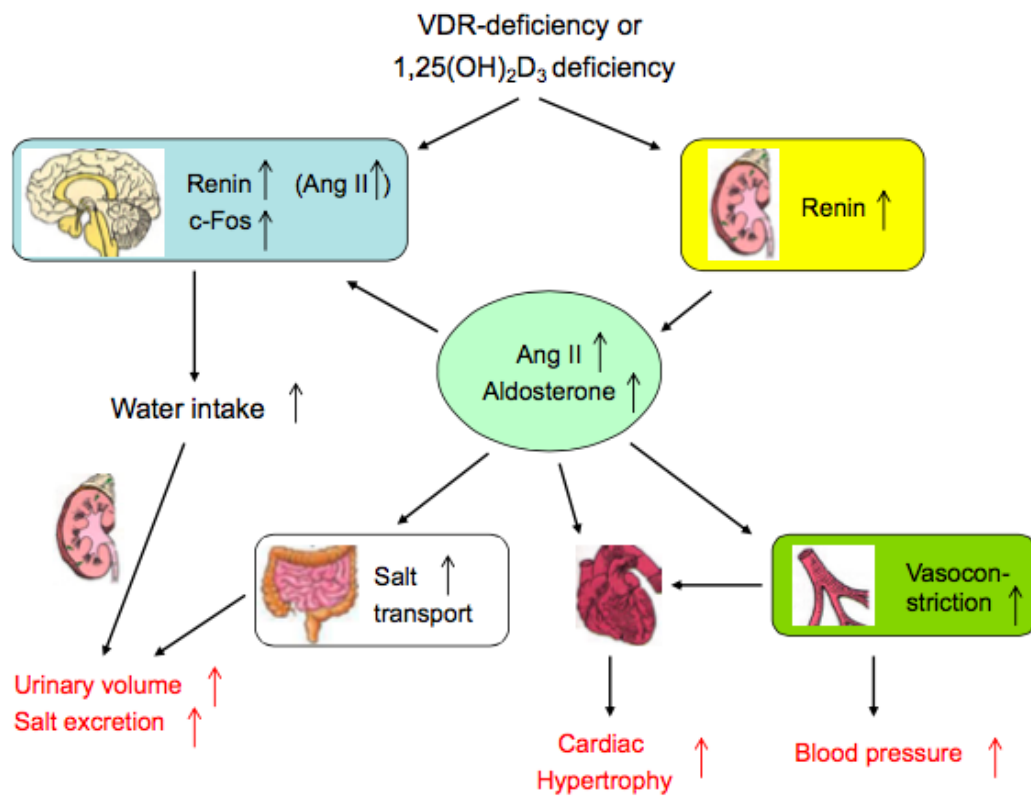 VDR-deficiency or
1,25(OH)₂D₃ deficiency
Renin ↑ (Ang II↑)
c-Fos ↑
Renin ↑
Ang II ↑
Aldosterone ↑
Water intake ↑
Salt ↑
transport
Vasocon-
striction ↑
Urinary volume ↑
Salt excretion ↑
Cardiac
Hypertrophy ↑
Blood pressure ↑